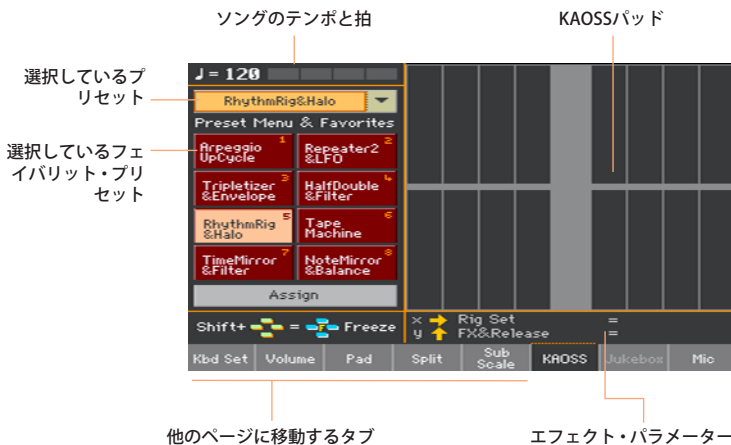 ソングのテンポと拍
KAOSSパッド
選択しているプ
リセット
選択しているフェ
イバリット・プリ
セット
♩= 120
RhythmRig&Halo
Preset Menu & Favorites
Arpeggio 1
UpCycle
Repeater2 2
&LFO
Tripletizer 3
&Envelope
HalfDouble 4
&Filter
RhythmRig 5
&Halo
Tape 6
Machine
TimeMirror 7
&Filter
NoteMirror 8
&Balance
Assign
Shift+ = F Freeze
x Rig Set =
y FX&Release =
Kbd Set
Volume
Pad
Split
Sub
Scale
KAOSS
Jukebox
Mic
他のページに移動するタブ
エフェクト・パラメーター